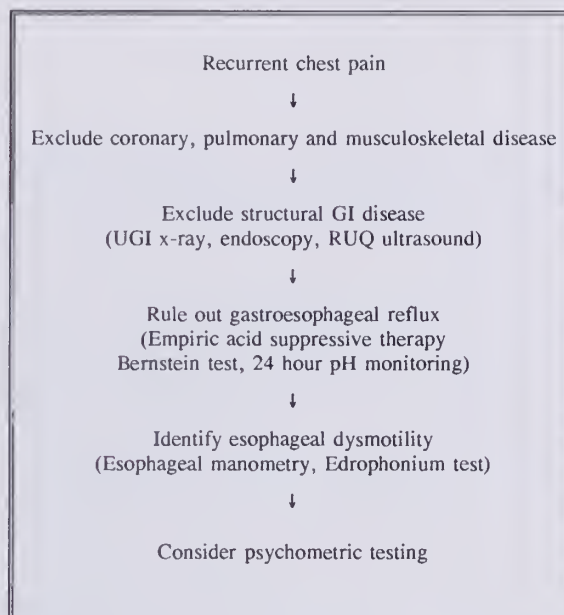 Recurrent chest pain
↓
Exclude coronary, pulmonary and musculoskeletal disease
↓
Exclude structural GI disease
(UGI x-ray, endoscopy, RUQ ultrasound)
↓
Rule out gastroesophageal reflux
(Empiric acid suppressive therapy
Bernstein test, 24 hour pH monitoring)
↓
Identify esophageal dysmotility
(Esophageal manometry, Edrophonium test)
↓
Consider psychometric testing